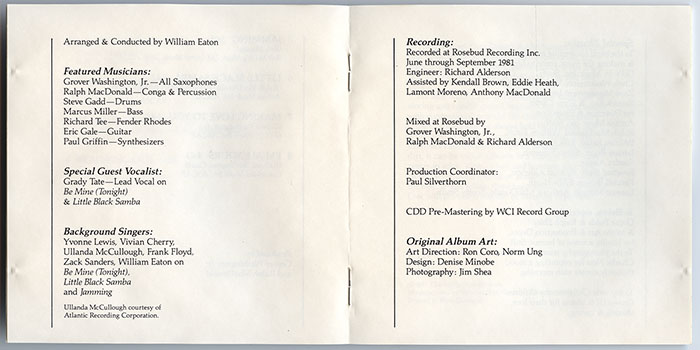 Arranged & Conducted by William Eaton
Featured Musicians:
Grover Washington, Jr.—All Saxophones
Ralph MacDonald—Conga & Percussion
Steve Gadd—Drums
Marcus Miller—Bass
Richard Tee—Fender Rhodes
Eric Gale—Guitar
Paul Griffin—Synthesizers
Special Guest Vocalist:
Grady Tate—Lead Vocal on
Be Mine (Tonight)
& Little Black Samba
Background Singers:
Yvonne Lewis, Vivian Cherry,
Ullanda McCullough, Frank Floyd,
Zack Sanders, William Eaton on
Be Mine (Tonight),
Little Black Samba
and Jamming
Ullanda McCullough courtesy of
Atlantic Recording Corporation.
Recording:
Recorded at Rosebud Recording Inc.
June through September 1981
Engineer: Richard Alderson
Assisted by Kendall Brown, Eddie Heath,
Lamont Moreno, Anthony MacDonald
Mixed at Rosebud by
Grover Washington, Jr.,
Ralph MacDonald & Richard Alderson
Production Coordinator:
Paul Silverthorn
CDD Pre-Mastering by WCI Record Group
Original Album Art:
Art Direction: Ron Coro, Norm Ung
Design: Denise Minobe
Photography: Jim Shea